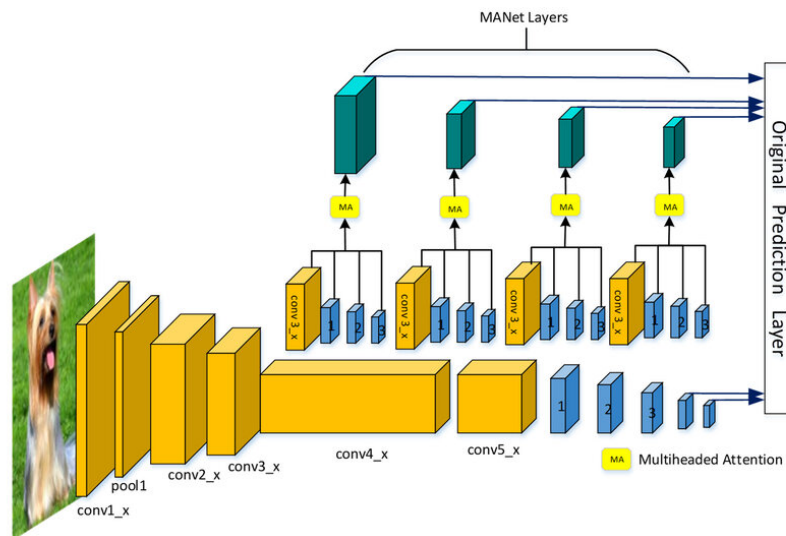 MANet Layers
MA
MA
MA
MA
conv 3_x
1
2
3
conv 3_x
1
2
3
conv 3_x
1
2
3
conv 3_x
1
2
3
Original Prediction Layer
1
2
3
conv1_x
pool1
conv2_x
conv3_x
conv4_x
conv5_x
MA Multiheaded Attention